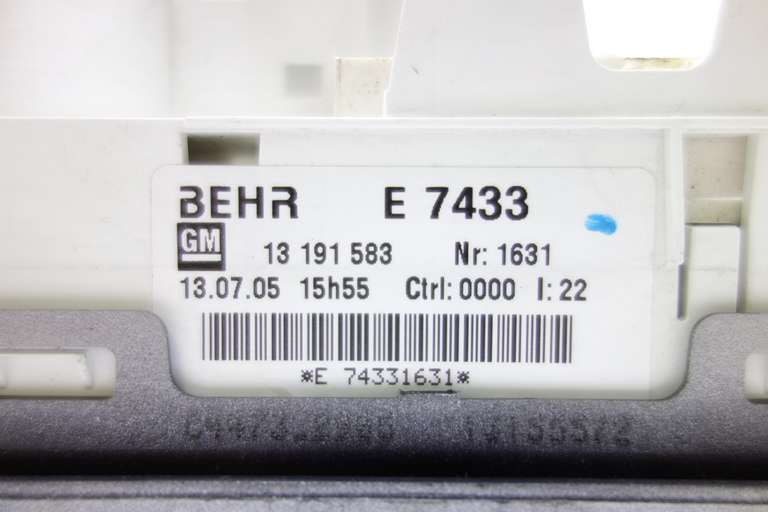 BEHR E 7433
GM 13 191 583 Nr: 1631
13.07.05 15h55 Ctrl: 0000 I: 22
*E 74331631*